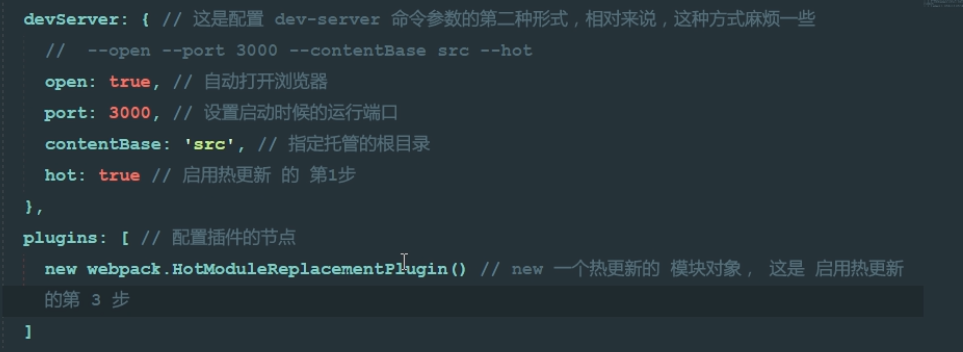 devServer: { // 这是配置 dev-server 命令参数的第二种形式，相对来说，这种方式麻烦一些
//  --open --port 3000 --contentBase src --hot
open: true, // 自动打开浏览器
port: 3000, // 设置启动时候的运行端口
contentBase: 'src', // 指定托管的根目录
hot: true // 启用热更新 的 第1步
},
plugins: [ // 配置插件的节点
new webpack.HotModuleReplacementPlugin() // new 一个热更新的 模块对象， 这是 启用热更新
的第 3 步
]